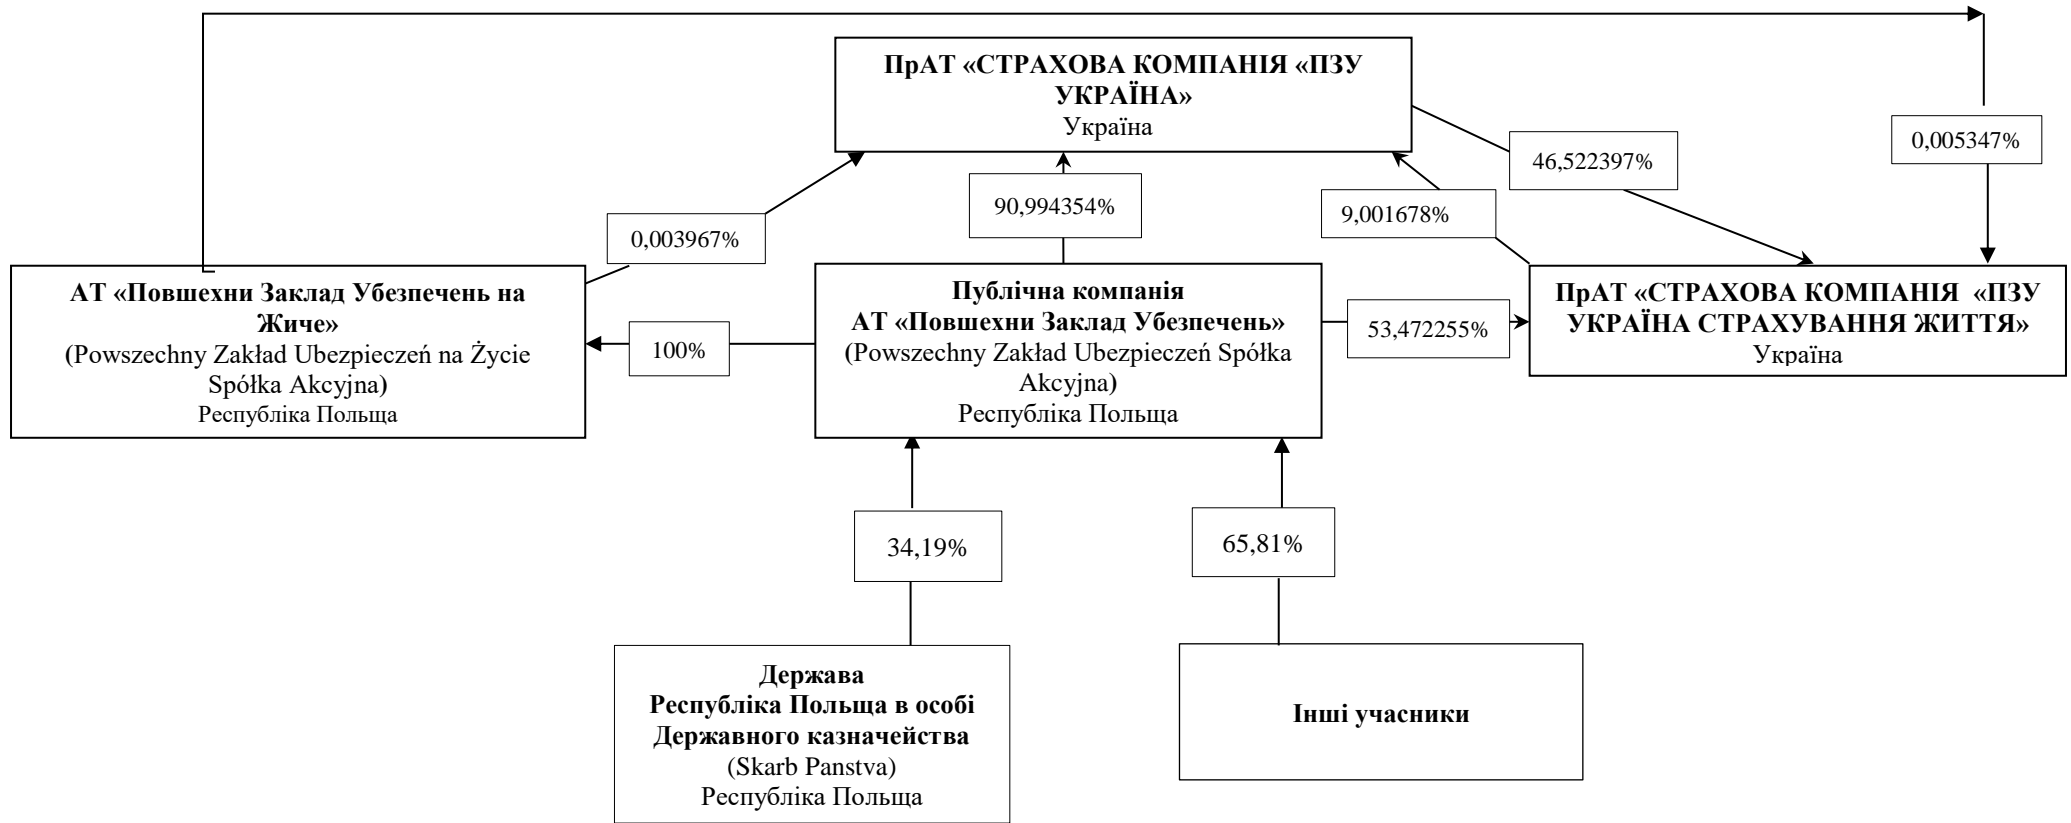 ПрАТ «СТРАХОВА КОМПАНІЯ «ПЗУ
УКРАЇНА»
Україна
0,005347%
46,522397%
90,994354%
9,001678%
0,003967%
АТ «Повшехни Заклад Убезпечень на
Жиче»
(Powszechny Zakład Ubezpieczeń na Życie
Spółka Akcyjna)
Республіка Польща
100%
Публічна компанія
АТ «Повшехни Заклад Убезпечень»
(Powszechny Zakład Ubezpieczeń Spółka
Akcyjna)
Республіка Польща
53,472255%
ПрАТ «СТРАХОВА КОМПАНІЯ «ПЗУ
УКРАЇНА СТРАХУВАННЯ ЖИТТЯ»
Україна
34,19%
65,81%
Держава
Республіка Польща в особі
Державного казначейства
(Skarb Panstva)
Республіка Польща
Інші учасники